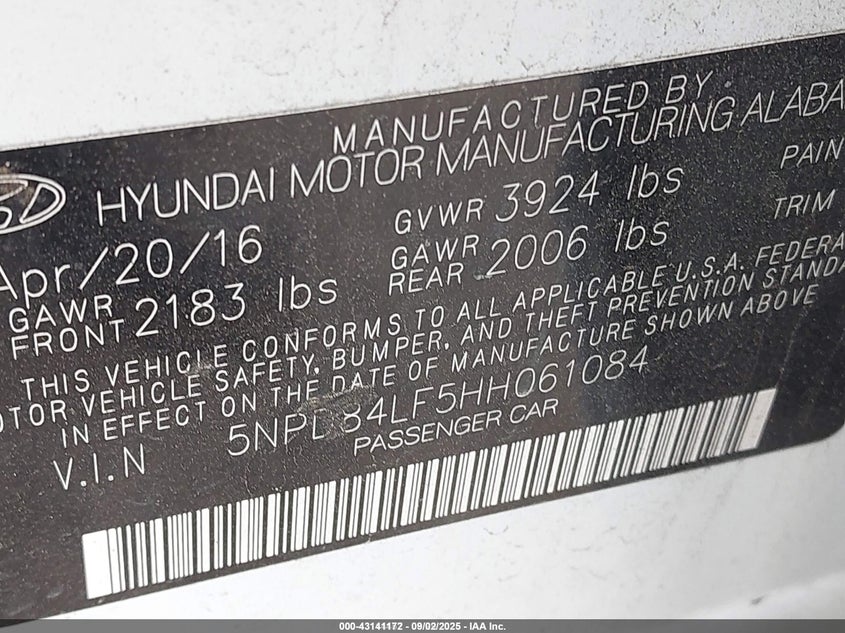 MANUFACTURED BY
HYUNDAI MOTOR MANUFACTURING ALABA
Apr/20/16 GVWR 3924 lbs PAIN
GAWR FRONT 2183 lbs GAWR REAR 2006 lbs TRIM
THIS VEHICLE CONFORMS TO ALL APPLICABLE U.S.A. FEDERA
OTOR VEHICLE SAFETY, BUMPER, AND THEFT PREVENTION STANDA
IN EFFECT ON THE DATE OF MANUFACTURE SHOWN ABOVE
V.I.N 5NPD84LF5HH061084
PASSENGER CAR
000-43141172 - 09/02/2025 - IAA Inc.